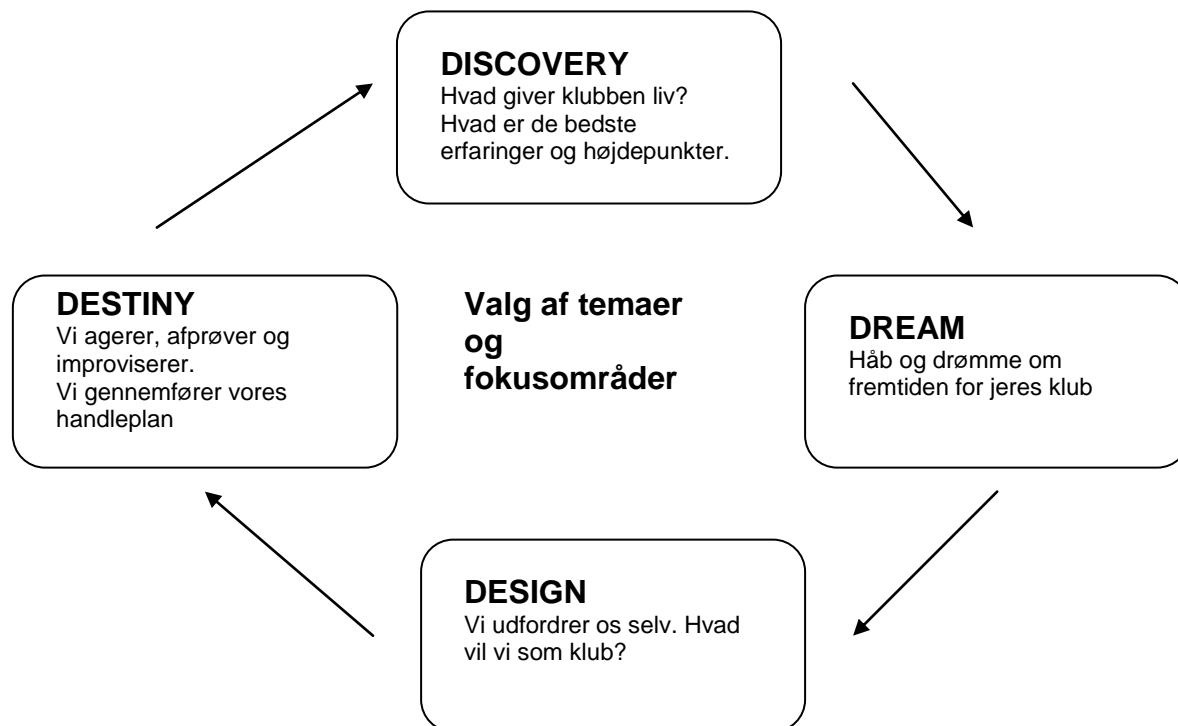 DISCOVERY
Hvad giver klubben liv?
Hvad er de bedste
erfaringer og højdepunkter.
DESTINY
Vi agerer, afprøver og
improviserer.
Vi gennemfører vores
handleplan
Valg af temaer
og
fokusområder
DREAM
Håb og drømme om
fremtiden for jeres klub
DESIGN
Vi udfordrer os selv. Hvad
vil vi som klub?